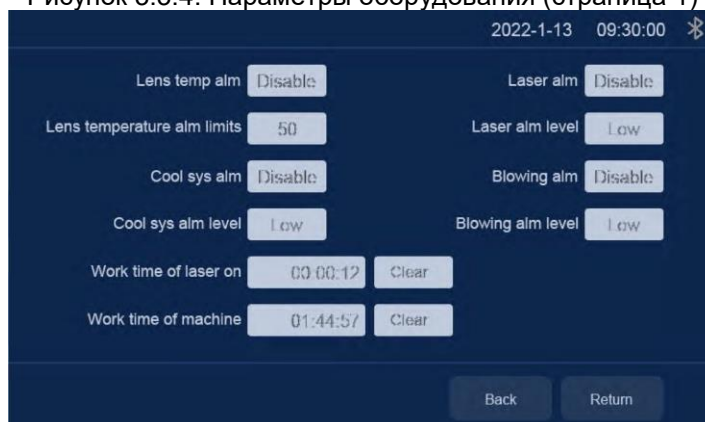 Рисунок 3.3.4. Параметры оборудования (страница 1)
2022-1-13 09:30:00
Lens temp alm Disable Laser alm Disable
Lens temperature alm limits 50 Laser alm level Low
Cool sys alm Disable Blowing alm Disable
Cool sys alm level Low Blowing alm level Low
Work time of laser on 00:00:12 Clear
Work time of machine 01:44:57 Clear
Back Return